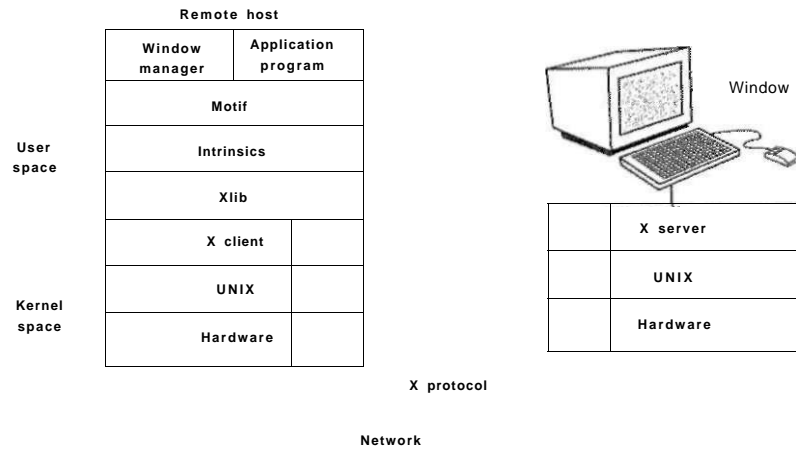 Remote host
Window
manager
Application
program
Motif
User
space
Intrinsics
Xlib
X client
UNIX
Kernel
space
Hardware
Window
X server
UNIX
Hardware
X protocol
Network